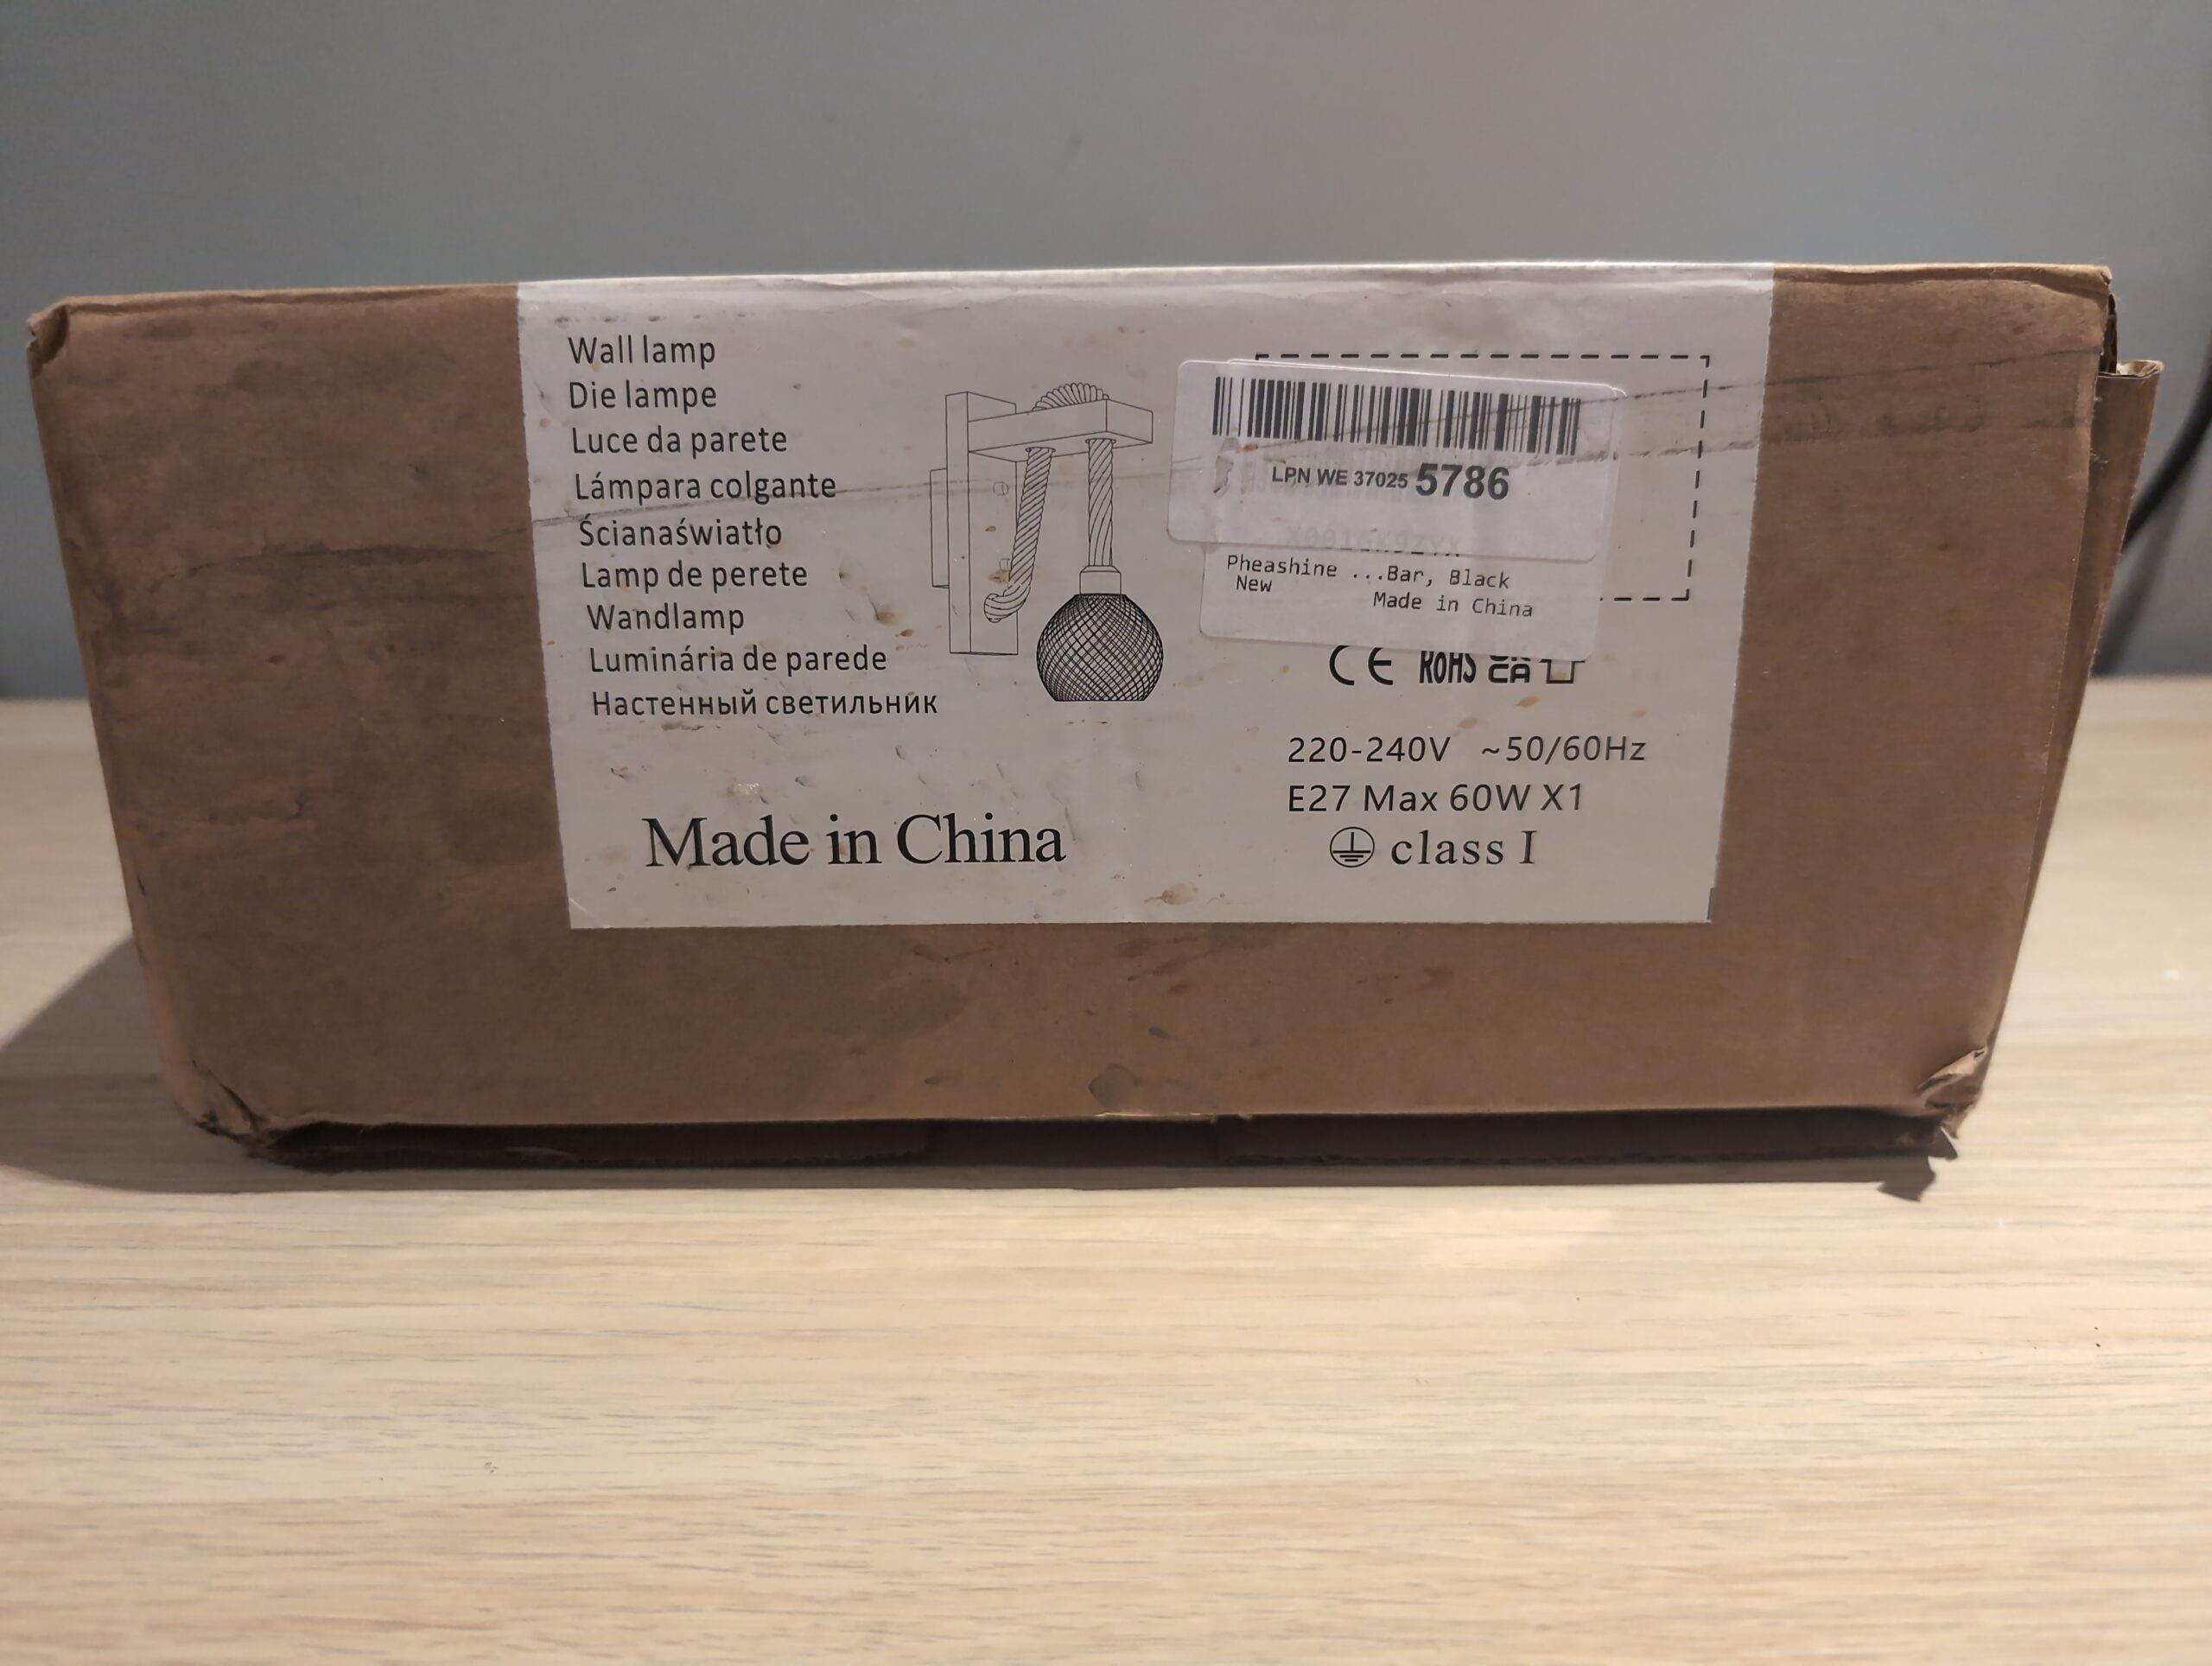 Wall lamp
Die lampe
Luce da parete
Lámpara colgante
Ścianaświatło
Lamp de perete
Wandlamp
Luminária de parede
Настенный светильник
Made in China
LPN WE 37025 5786
Pheashine ...Bar, Black
New
Made in China
CE RoHS
220-240V ~50/60Hz
E27 Max 60W X1
class I